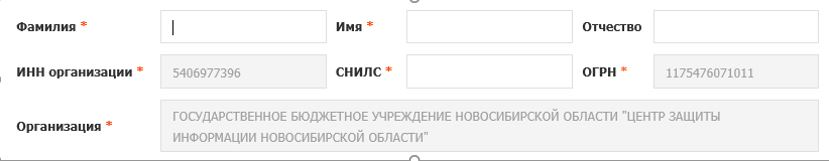 Фамилия * Имя * Отчество
ИНН организации * 5406977396 СНИЛС * ОГРН * 1175476071011
ГОСУДАРСТВЕННОЕ БЮДЖЕТНОЕ УЧРЕЖДЕНИЕ НОВОСИБИРСКОЙ ОБЛАСТИ "ЦЕНТР ЗАЩИТЫ
Организация *
ИНФОРМАЦИИ НОВОСИБИРСКОЙ ОБЛАСТИ"